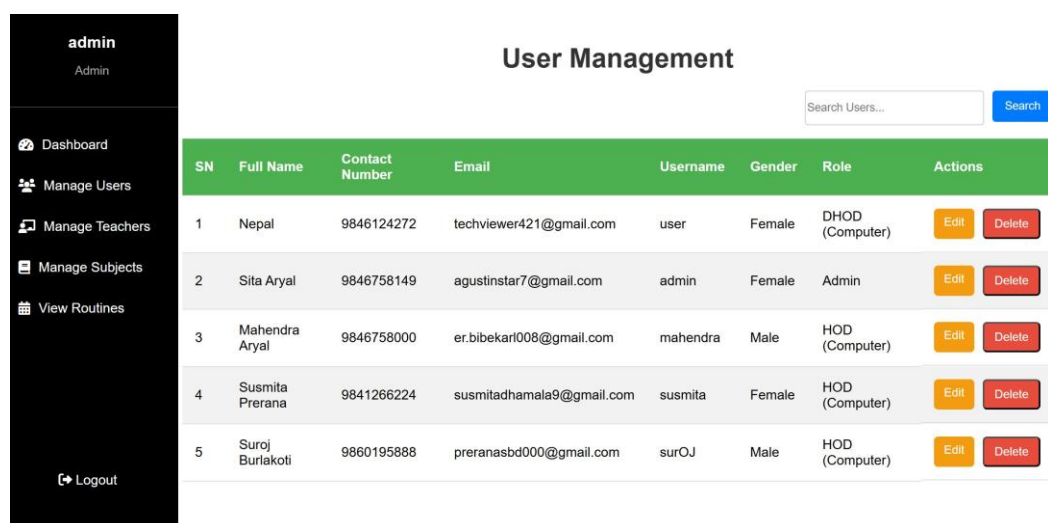 admin
Admin
Dashboard
Manage Users
Manage Teachers
Manage Subjects
View Routines
Logout
User Management
Search Users...
Search
SN Full Name Contact Number Email Username Gender Role Actions
1 Nepal 9846124272 techviewer421@gmail.com user Female DHOD (Computer) Edit Delete
2 Sita Aryal 9846758149 agustinstar7@gmail.com admin Female Admin Edit Delete
3 Mahendra Aryal 9846758000 er.bibekarl008@gmail.com mahendra Male HOD (Computer) Edit Delete
4 Susmita Prerana 9841266224 susmitadhamala9@gmail.com susmita Female HOD (Computer) Edit Delete
5 Suroj Burlakoti 9860195888 preranasbd000@gmail.com surOJ Male HOD (Computer) Edit Delete